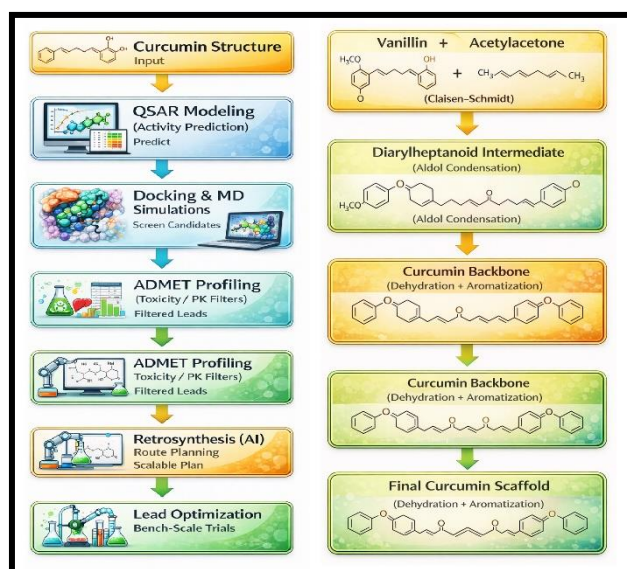 Curcumin Structure
Input
QSAR Modeling
(Activity Prediction)
Predict
Docking & MD
Simulations
Screen Candidates
ADMET Profiling
(Toxicity / PK Filters)
Filtered Leads
ADMET Profiling
Toxicity / PK Filters)
Filtered Leads
Retrosynthesis (AI)
Route Planning
Scalable Plan
Lead Optimization
Bench-Scale Trials
Vanillin + Acetylacetone
H₃CO
OH
O
+
CH₃
CH₃
(Claisen–Schmidt)
Diarylheptanoid Intermediate
(Aldol Condensation)
O
O
O
H₃C
(Aldol Condensation)
Curcumin Backbone
(Dehydration + Aromatization)
O
O
O
O
Curcumin Backbone
(Dehydration + Aromatization)
O
O
O
O
Final Curcumin Scaffold
(Dehydration + Aromatization)
O
O
O
O